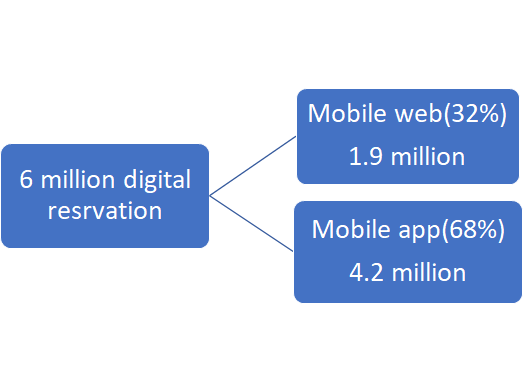 6 million digital
resrvation
Mobile web(32%)
1.9 million
Mobile app(68%)
4.2 million